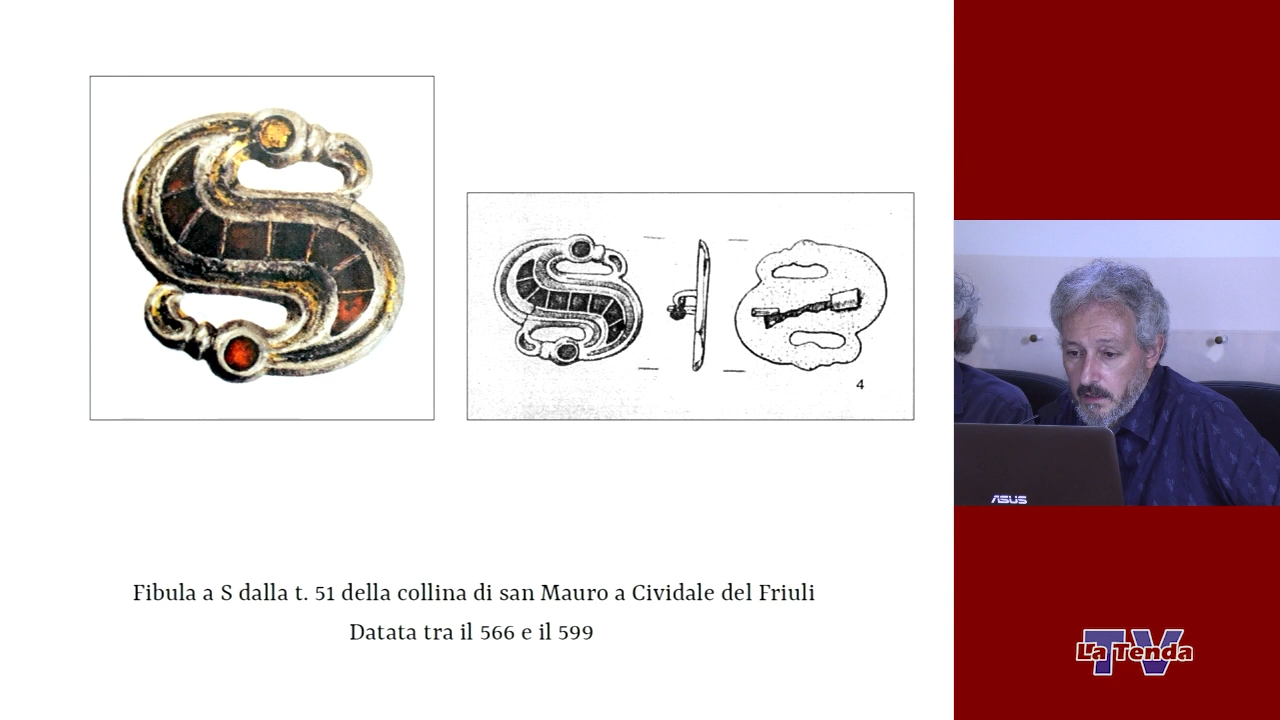 4
Fibula a S dalla t. 51 della collina di san Mauro a Cividale del Friuli
Datata tra il 566 e il 599
ASUS
TV
La Tenda